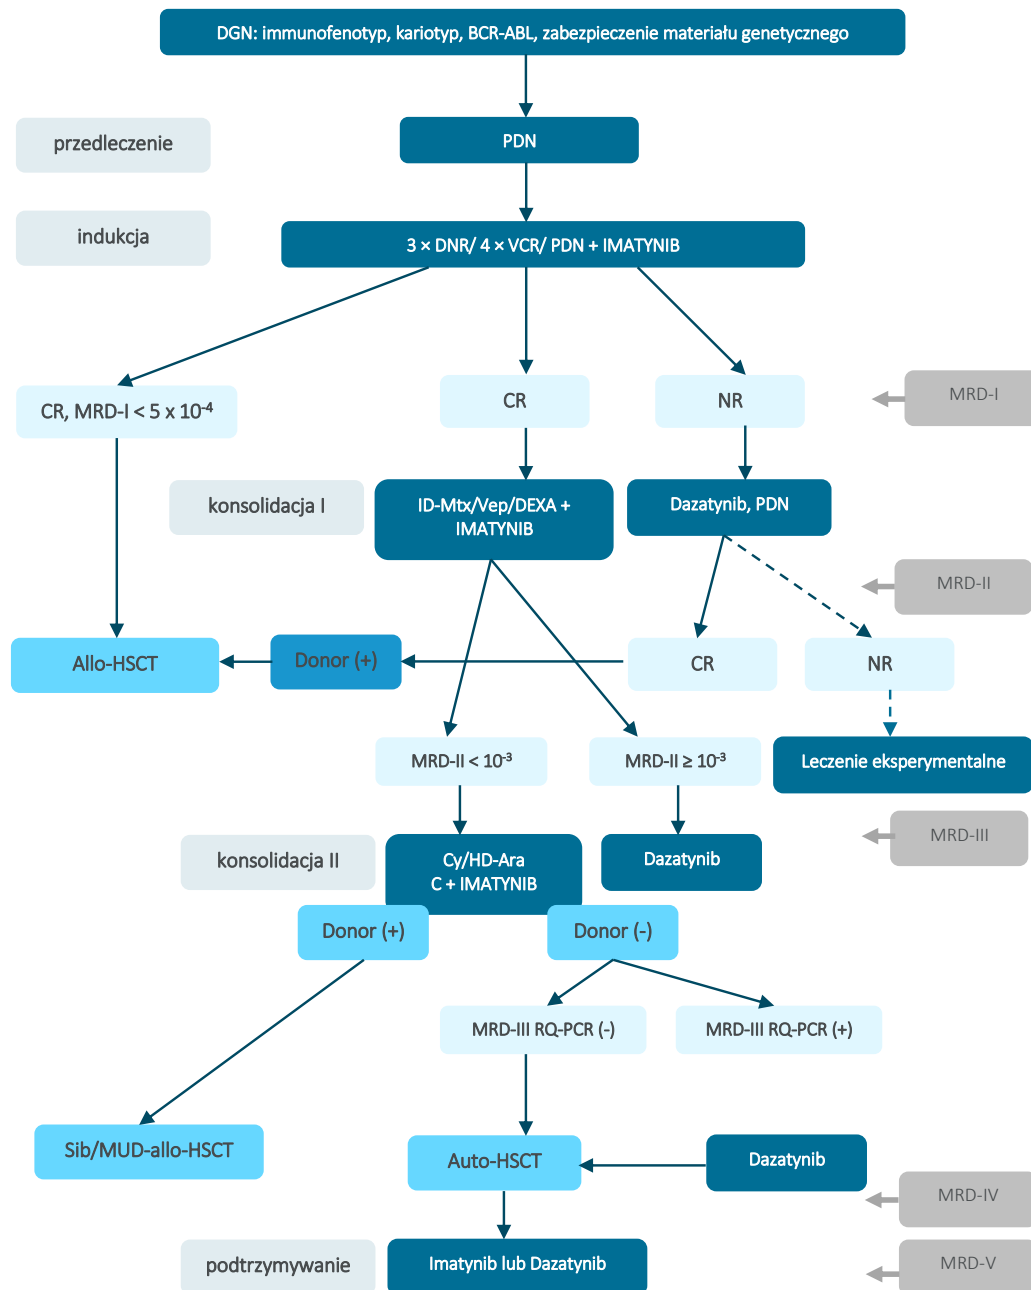 DGN: immunofenotyp, kariotyp, BCR-ABL, zabezpieczenie materiału genetycznego
przedleczenie
PDN
indukcja
3 × DNR/ 4 × VCR/ PDN + IMATYNIB
CR, MRD-I < 5 x 10⁻⁴
CR
NR
MRD-I
konsolidacja I
ID-Mtx/Vep/DEXA +
IMATYNIB
Dazatynib, PDN
MRD-II
Allo-HSCT
Donor (+)
CR
NR
MRD-II < 10⁻³
MRD-II ≥ 10⁻³
Leczenie eksperymentalne
MRD-III
konsolidacja II
Cy/HD-Ara
C + IMATYNIB
Dazatynib
Donor (+)
Donor (-)
MRD-III RQ-PCR (-)
MRD-III RQ-PCR (+)
Sib/MUD-allo-HSCT
Auto-HSCT
Dazatynib
MRD-IV
podtrzymywanie
Imatynib lub Dazatynib
MRD-V